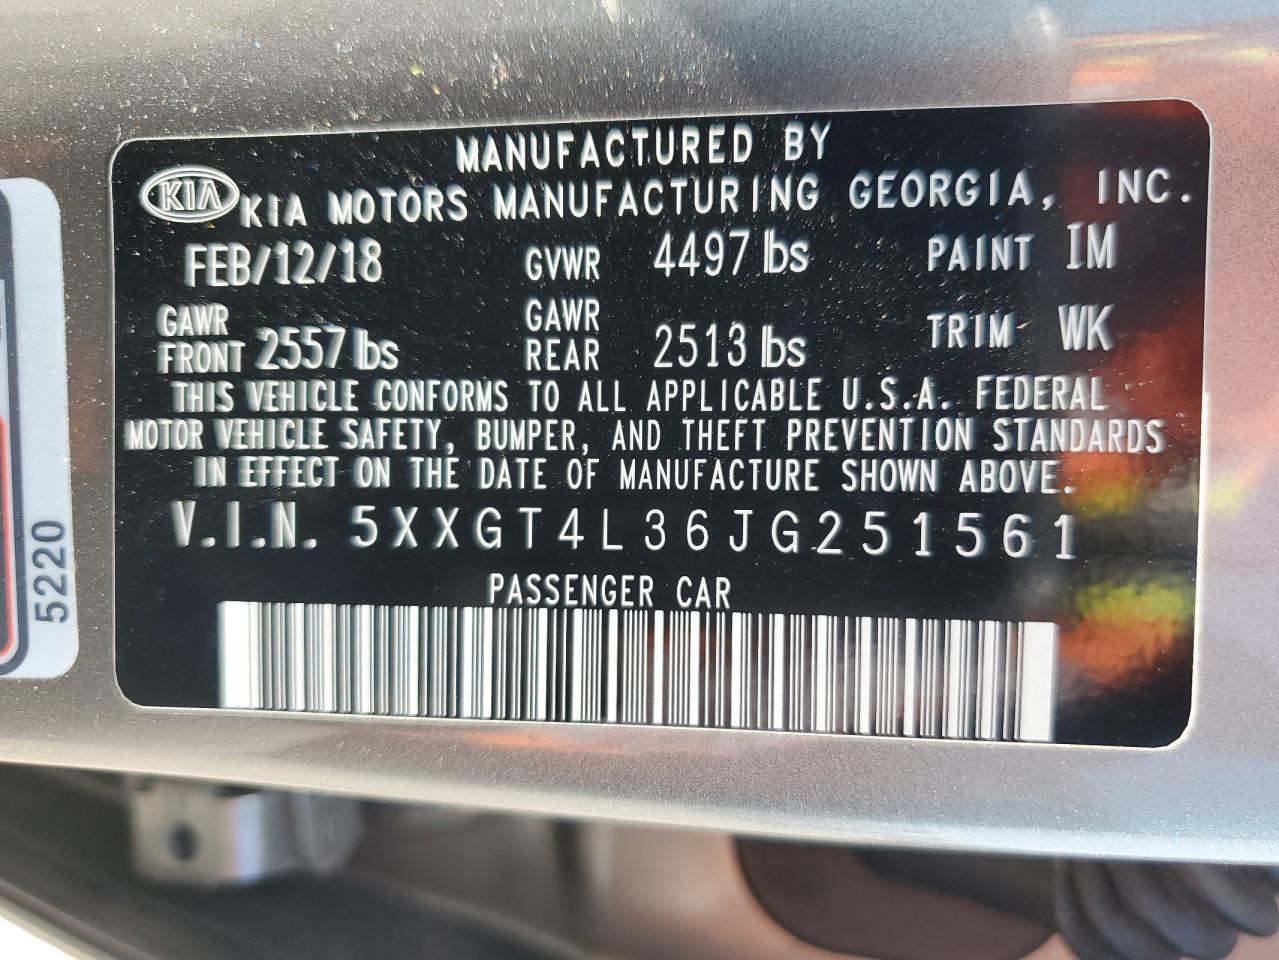 MANUFACTURED BY
KIA KIA MOTORS MANUFACTURING GEORGIA, INC.
FEB/12/18 GVWR 4497 lbs PAINT IM
GAWR FRONT 2557 lbs GAWR REAR 2513 lbs TRIM WK
THIS VEHICLE CONFORMS TO ALL APPLICABLE U.S.A. FEDERAL
MOTOR VEHICLE SAFETY, BUMPER, AND THEFT PREVENTION STANDARDS
IN EFFECT ON THE DATE OF MANUFACTURE SHOWN ABOVE.
V.I.N. 5XXGT4L36JG251561
PASSENGER CAR
5220